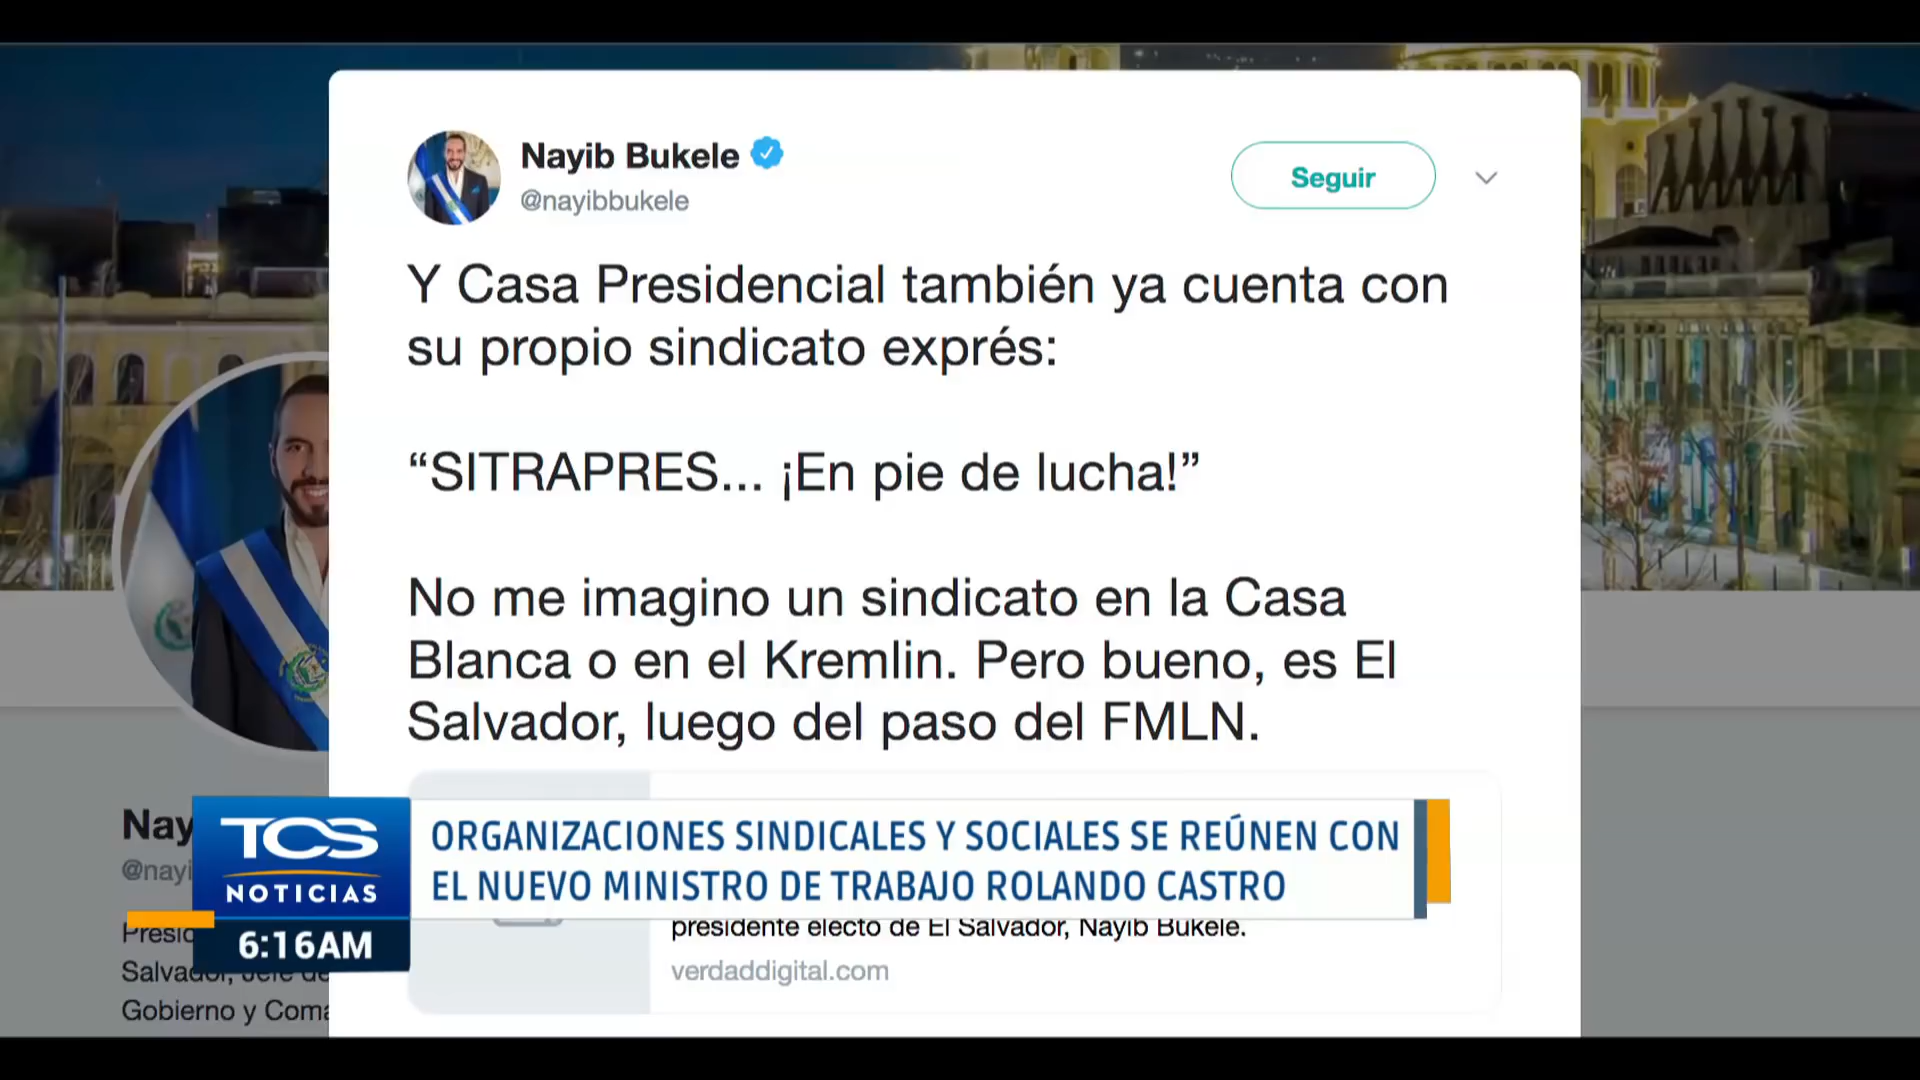 Nayib Bukele
@nayibbukele
Seguir
Y Casa Presidencial también ya cuenta con
su propio sindicato exprés:
“SITRAPRES... ¡En pie de lucha!”
No me imagino un sindicato en la Casa
Blanca o en el Kremlin. Pero bueno, es El
Salvador, luego del paso del FMLN.
presidente electo de El Salvador, Nayib Bukele.
verdaddigital.com
Nay
@nayi
Presid
Salvador, Jefe de
Gobierno y Coma
TCS
NOTICIAS
6:16AM
ORGANIZACIONES SINDICALES Y SOCIALES SE REÚNEN CON
EL NUEVO MINISTRO DE TRABAJO ROLANDO CASTRO